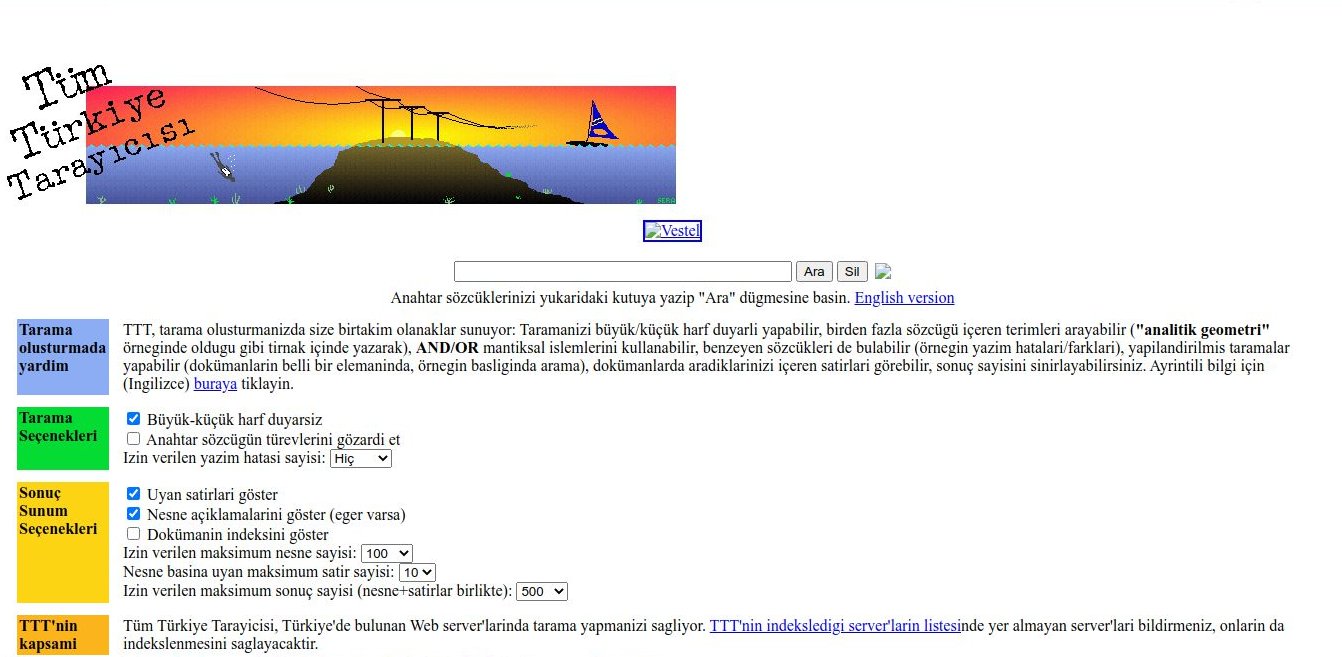 Tüm
Türkiye
Tarayıcısı
SERA
Vestel
Ara Sil
Anahtar sözcüklerinizi yukaridaki kutuya yazip "Ara" dügmesine basin. English version
Tarama
olusturmada
yardim
TTT, tarama olusturmanizda size birtakim olanaklar sunuyor: Taramanizi büyük/küçük harf duyarli yapabilir, birden fazla sözcügü içeren terimleri arayabilir ("analitik geometri"
örneginde oldugu gibi tirnak içinde yazarak), AND/OR mantiksal islemlerini kullanabilir, benzeyen sözcükleri de bulabilir (örnegin yazim hatalari/farklari), yapilandirilmis taramalar
yapabilir (dokümanlarin belli bir elemaninda, örnegin basliginda arama), dokümanlarda aradiklarinizi içeren satirlari görebilir, sonuç sayisini sinirlayabilirsiniz. Ayrintili bilgi için
(Ingilizce) buraya tiklayin.
Tarama
Seçenekleri
Büyük-küçük harf duyarsiz
Anahtar sözcügün türevlerini gözardi et
Izin verilen yazim hatasi sayisi: Hiç
Sonuç
Sunum
Seçenekleri
Uyan satirlari göster
Nesne açiklamalarini göster (eger varsa)
Dokümanin indeksini göster
Izin verilen maksimum nesne sayisi: 100
Nesne basina uyan maksimum satir sayisi: 10
Izin verilen maksimum sonuç sayisi (nesne+satirlar birlikte): 500
TTT'nin
kapsami
Tüm Türkiye Tarayicisi, Türkiye'de bulunan Web server'larinda tarama yapmanizi sagliyor. TTT'nin indeksledigi server'larin listesinde yer almayan server'lari bildirmeniz, onlarin da
indekslenmesini saglayacaktir.